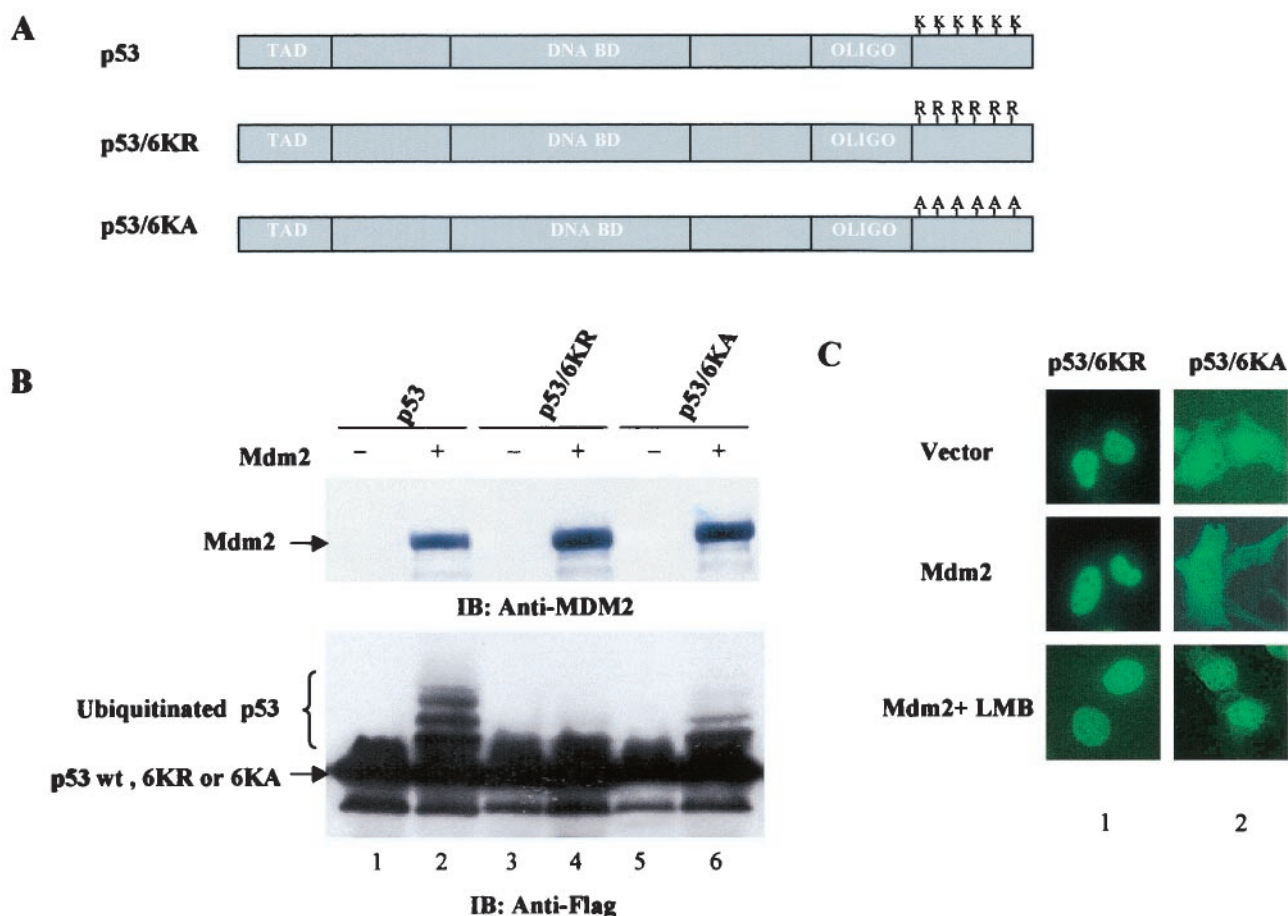 A
K K K K K K
p53
TAD DNA BD OLIGO
R R R R R R
p53/6KR
TAD DNA BD OLIGO
A A A A A A
p53/6KA
TAD DNA BD OLIGO
B
p53 p53/6KR p53/6KA
Mdm2 – + – + – +
Mdm2
IB: Anti-MDM2
Ubiquitinated p53
p53 wt , 6KR or 6KA
1 2 3 4 5 6
IB: Anti-Flag
C
p53/6KR p53/6KA
Vector
Mdm2
Mdm2+ LMB
1 2